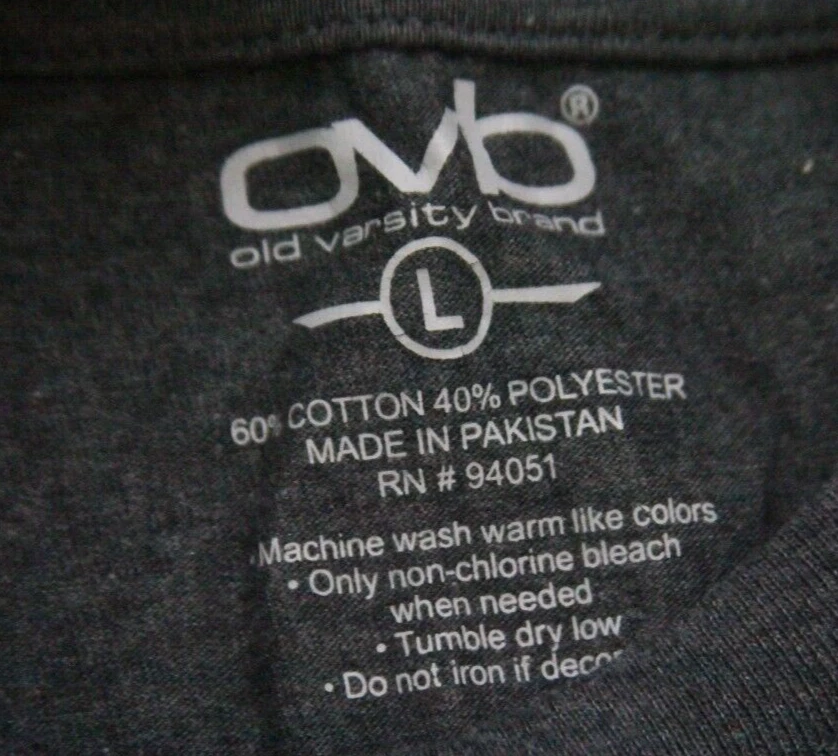 ovb®
old varsity brand
L
60% COTTON 40% POLYESTER
MADE IN PAKISTAN
RN # 94051
•Machine wash warm like colors
• Only non-chlorine bleach
when needed
• Tumble dry low
• Do not iron if